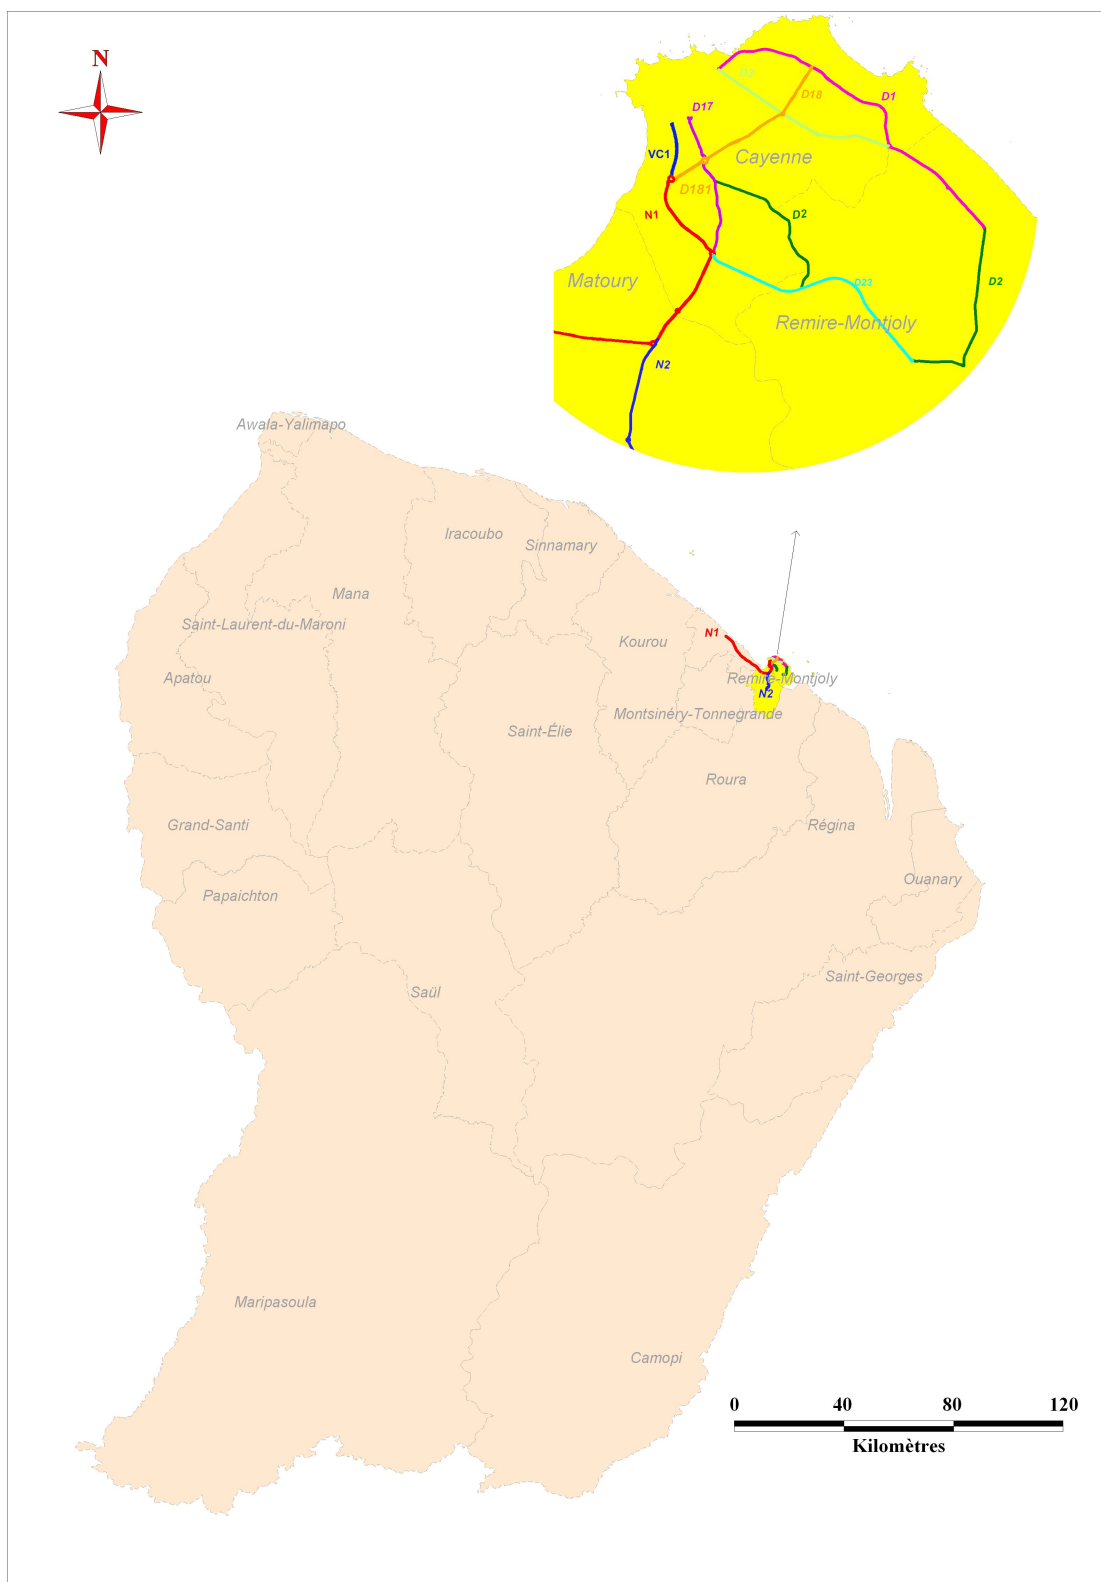 N
D3
D18
D1
D17
VC1
Cayenne
D181
N1
D2
Matoury
D23
D2
Remire-Montjoly
N2
Awala-Yalimapo
Iracoubo
Sinnamary
Mana
Saint-Laurent-du-Maroni
N1
Kourou
Apatou
Remire-Montjoly
N2
Montsinéry-Tonnegrande
Saint-Élie
Roura
Grand-Santi
Régina
Ouanary
Papaichton
Saint-Georges
Saül
Maripasoula
Camopi
0 40 80 120
Kilomètres